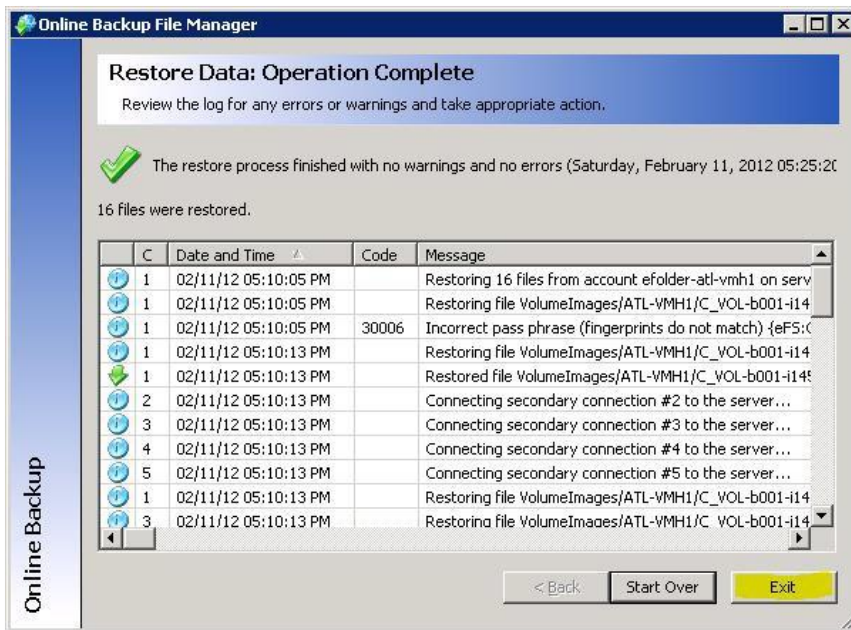 Online Backup File Manager
Restore Data: Operation Complete
Review the log for any errors or warnings and take appropriate action.
The restore process finished with no warnings and no errors (Saturday, February 11, 2012 05:25:20
16 files were restored.
C Date and Time Code Message
1 02/11/12 05:10:05 PM Restoring 16 files from account efolder-atl-vmh1 on serv
1 02/11/12 05:10:05 PM Restoring file VolumeImages/ATL-VMH1/C_VOL-b001-i14
1 02/11/12 05:10:05 PM 30006 Incorrect pass phrase (fingerprints do not match) {eFS:
1 02/11/12 05:10:13 PM Restoring file VolumeImages/ATL-VMH1/C_VOL-b001-i14
1 02/11/12 05:10:13 PM Restored file VolumeImages/ATL-VMH1/C_VOL-b001-i145
2 02/11/12 05:10:13 PM Connecting secondary connection #2 to the server...
3 02/11/12 05:10:13 PM Connecting secondary connection #3 to the server...
4 02/11/12 05:10:13 PM Connecting secondary connection #4 to the server...
5 02/11/12 05:10:13 PM Connecting secondary connection #5 to the server...
1 02/11/12 05:10:13 PM Restoring file VolumeImages/ATL-VMH1/C_VOL-b001-i14
3 02/11/12 05:10:13 PM Restoring file VolumeImages/ATL-VMH1/C_VOL-b001-i14
Online Backup
< Back Start Over Exit